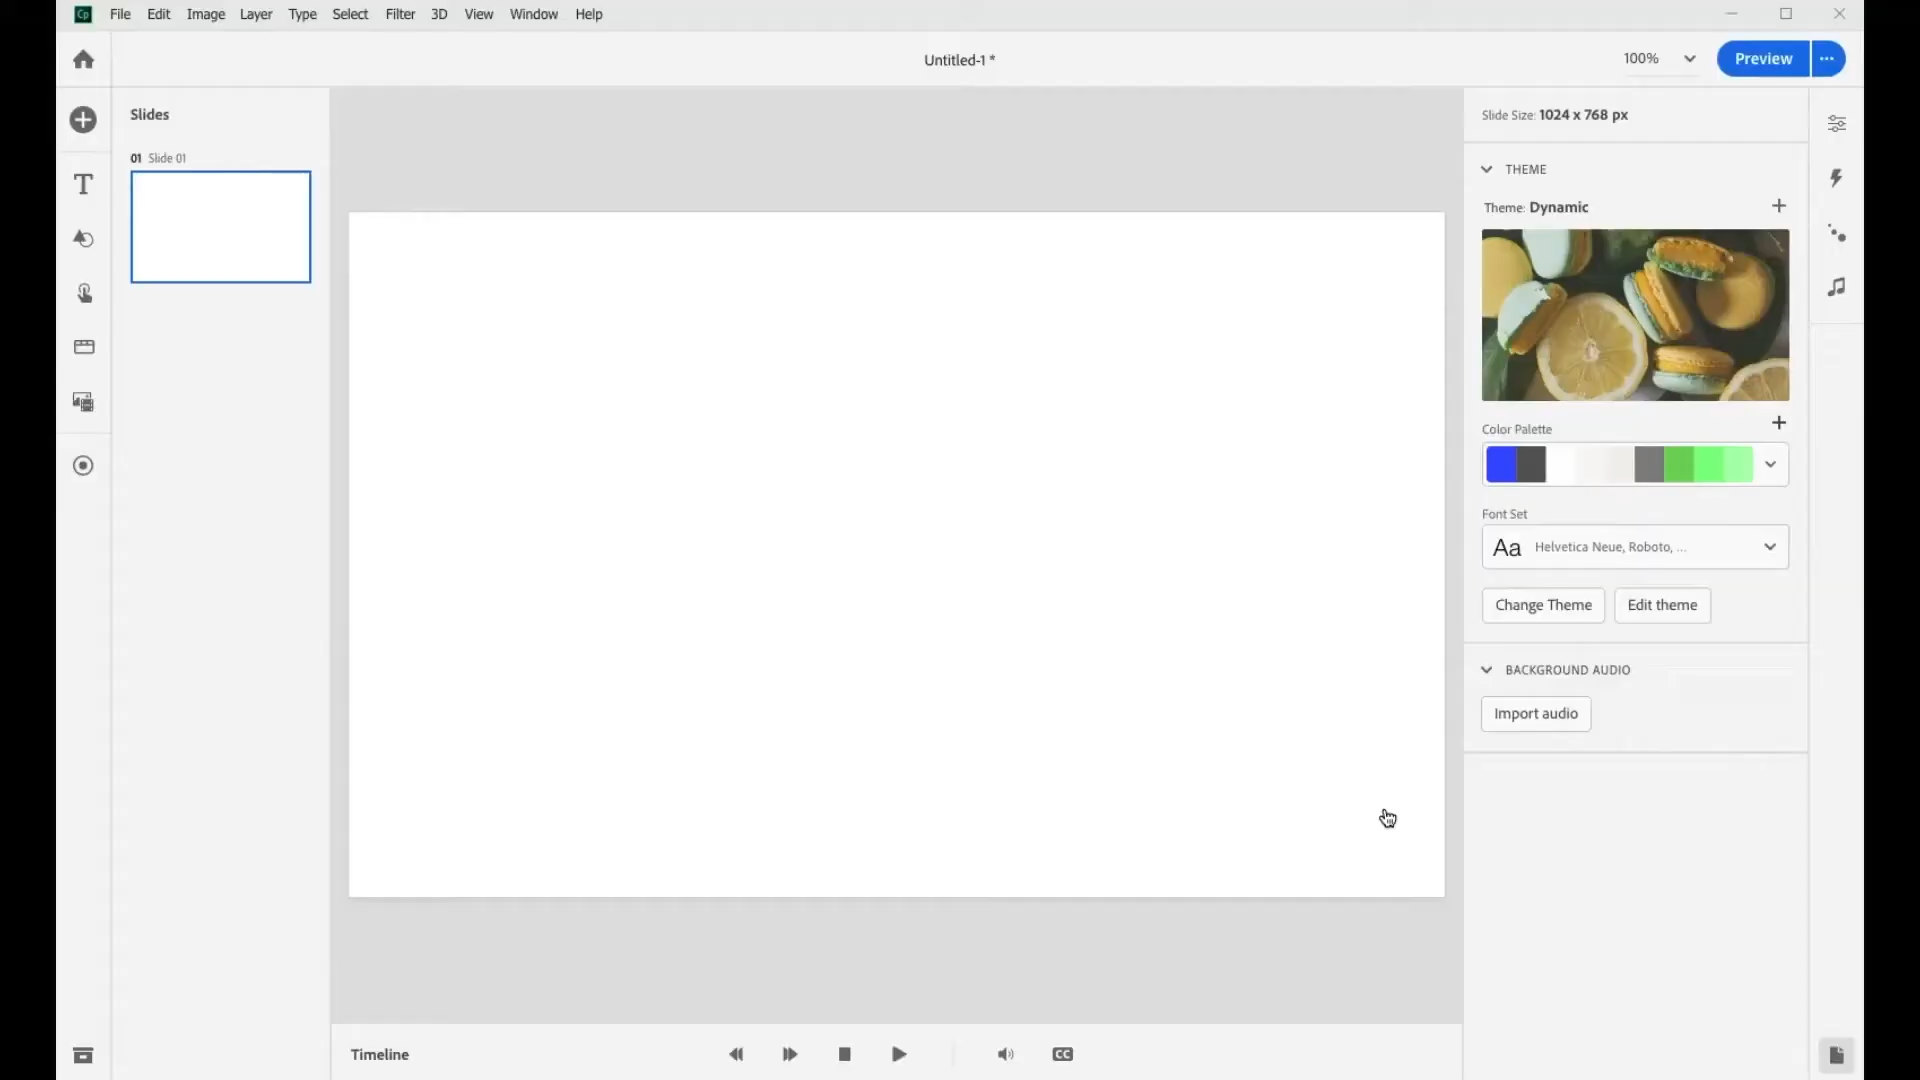 Cp File Edit Image Layer Type Select Filter 3D View Window Help
Untitled-1 *
100%
Preview
Slides
01 Slide 01
Slide Size: 1024 x 768 px
THEME
Theme: Dynamic
Color Palette
Font Set
Aa Helvetica Neue, Roboto, ...
Change Theme
Edit theme
BACKGROUND AUDIO
Import audio
Timeline
CC